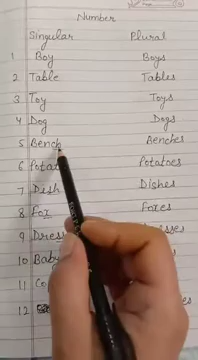 Number
Singular Plural
1 Boy Boys
2 Table Tables
3 Toy Toys
4 Dog Dogs
5 Bench Benches
6 Potatoes
7 Dish Dishes
8 Fox Foxes
9 Dress
10 Baby
11
12